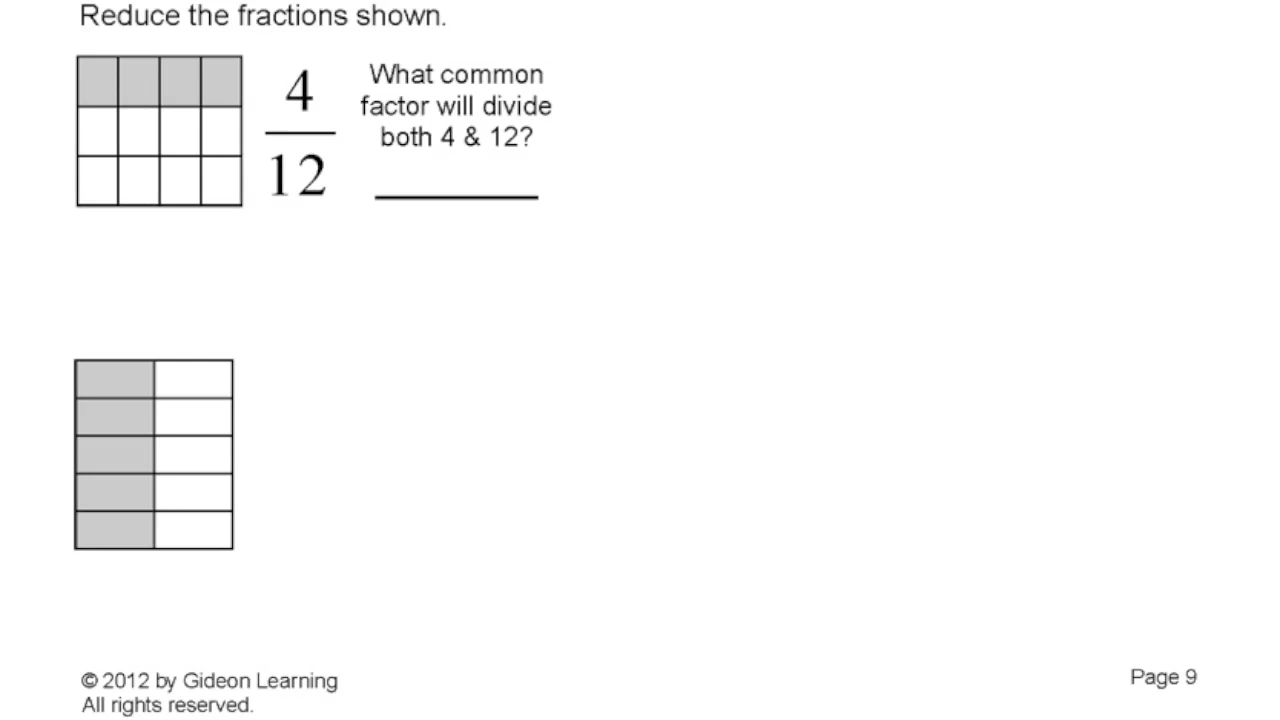 Reduce the fractions shown.
4
12
What common
factor will divide
both 4 & 12?
© 2012 by Gideon Learning
All rights reserved.
Page 9